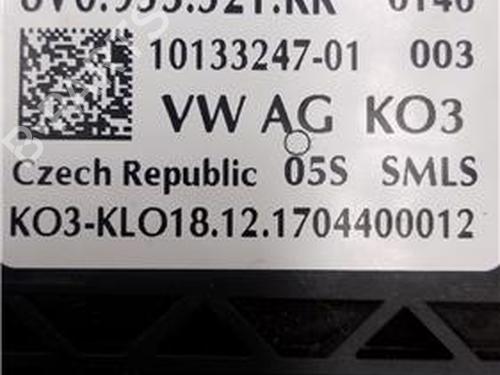 10133247-01 003
VW AG KO3
Czech Republic 05S SMLS
KO3-KLO18.12.1704400012